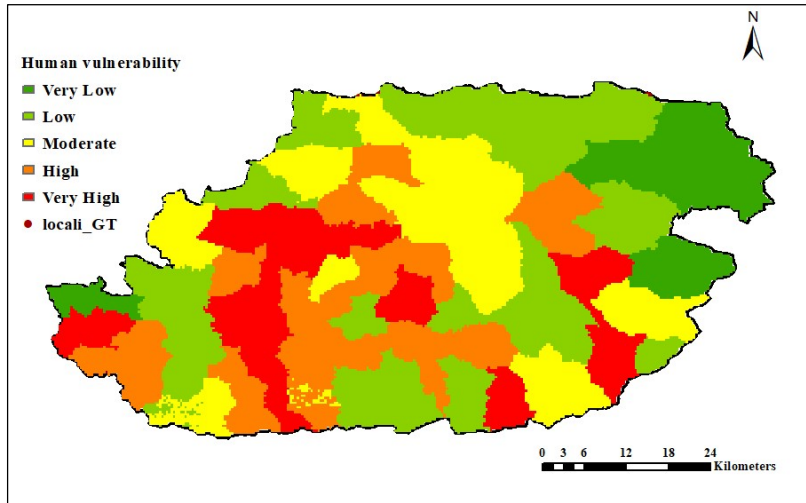 N
Human vulnerability
Very Low
Low
Moderate
High
Very High
locali_GT
0 3 6 12 18 24
Kilometers